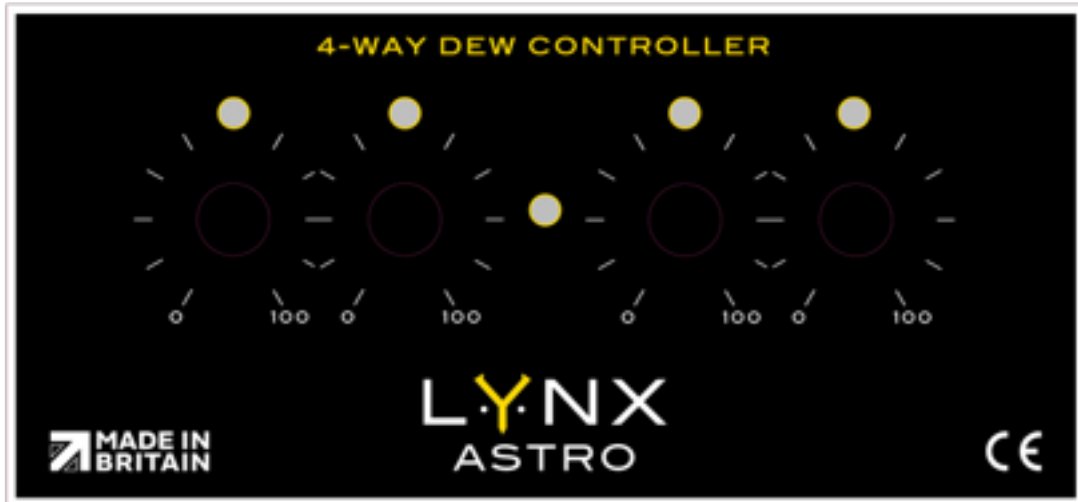 4-WAY DEW CONTROLLER
0 100 0 100 0 100 0 100
LYNX
ASTRO
MADE IN
BRITAIN
CE